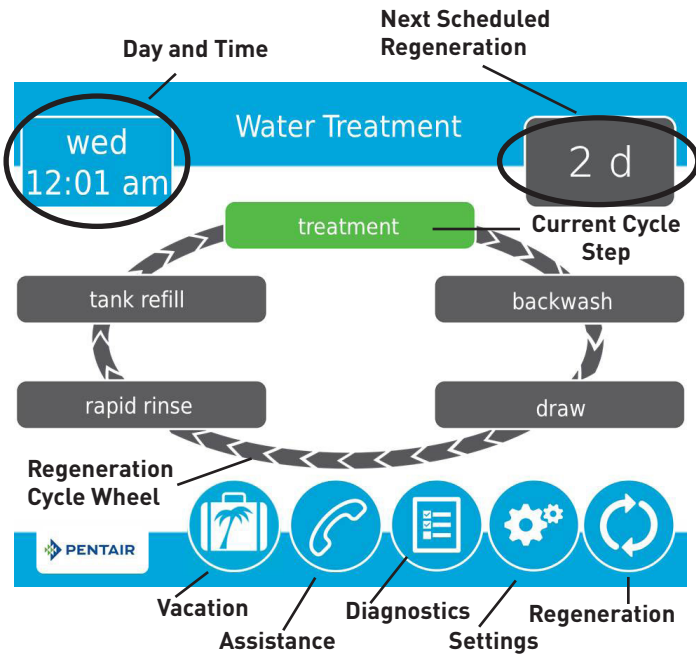 Next Scheduled
Regeneration
Day and Time
wed
12:01 am
Water Treatment
2 d
treatment
Current Cycle
Step
tank refill
backwash
rapid rinse
draw
Regeneration
Cycle Wheel
PENTAIR
Vacation
Assistance
Diagnostics
Settings
Regeneration